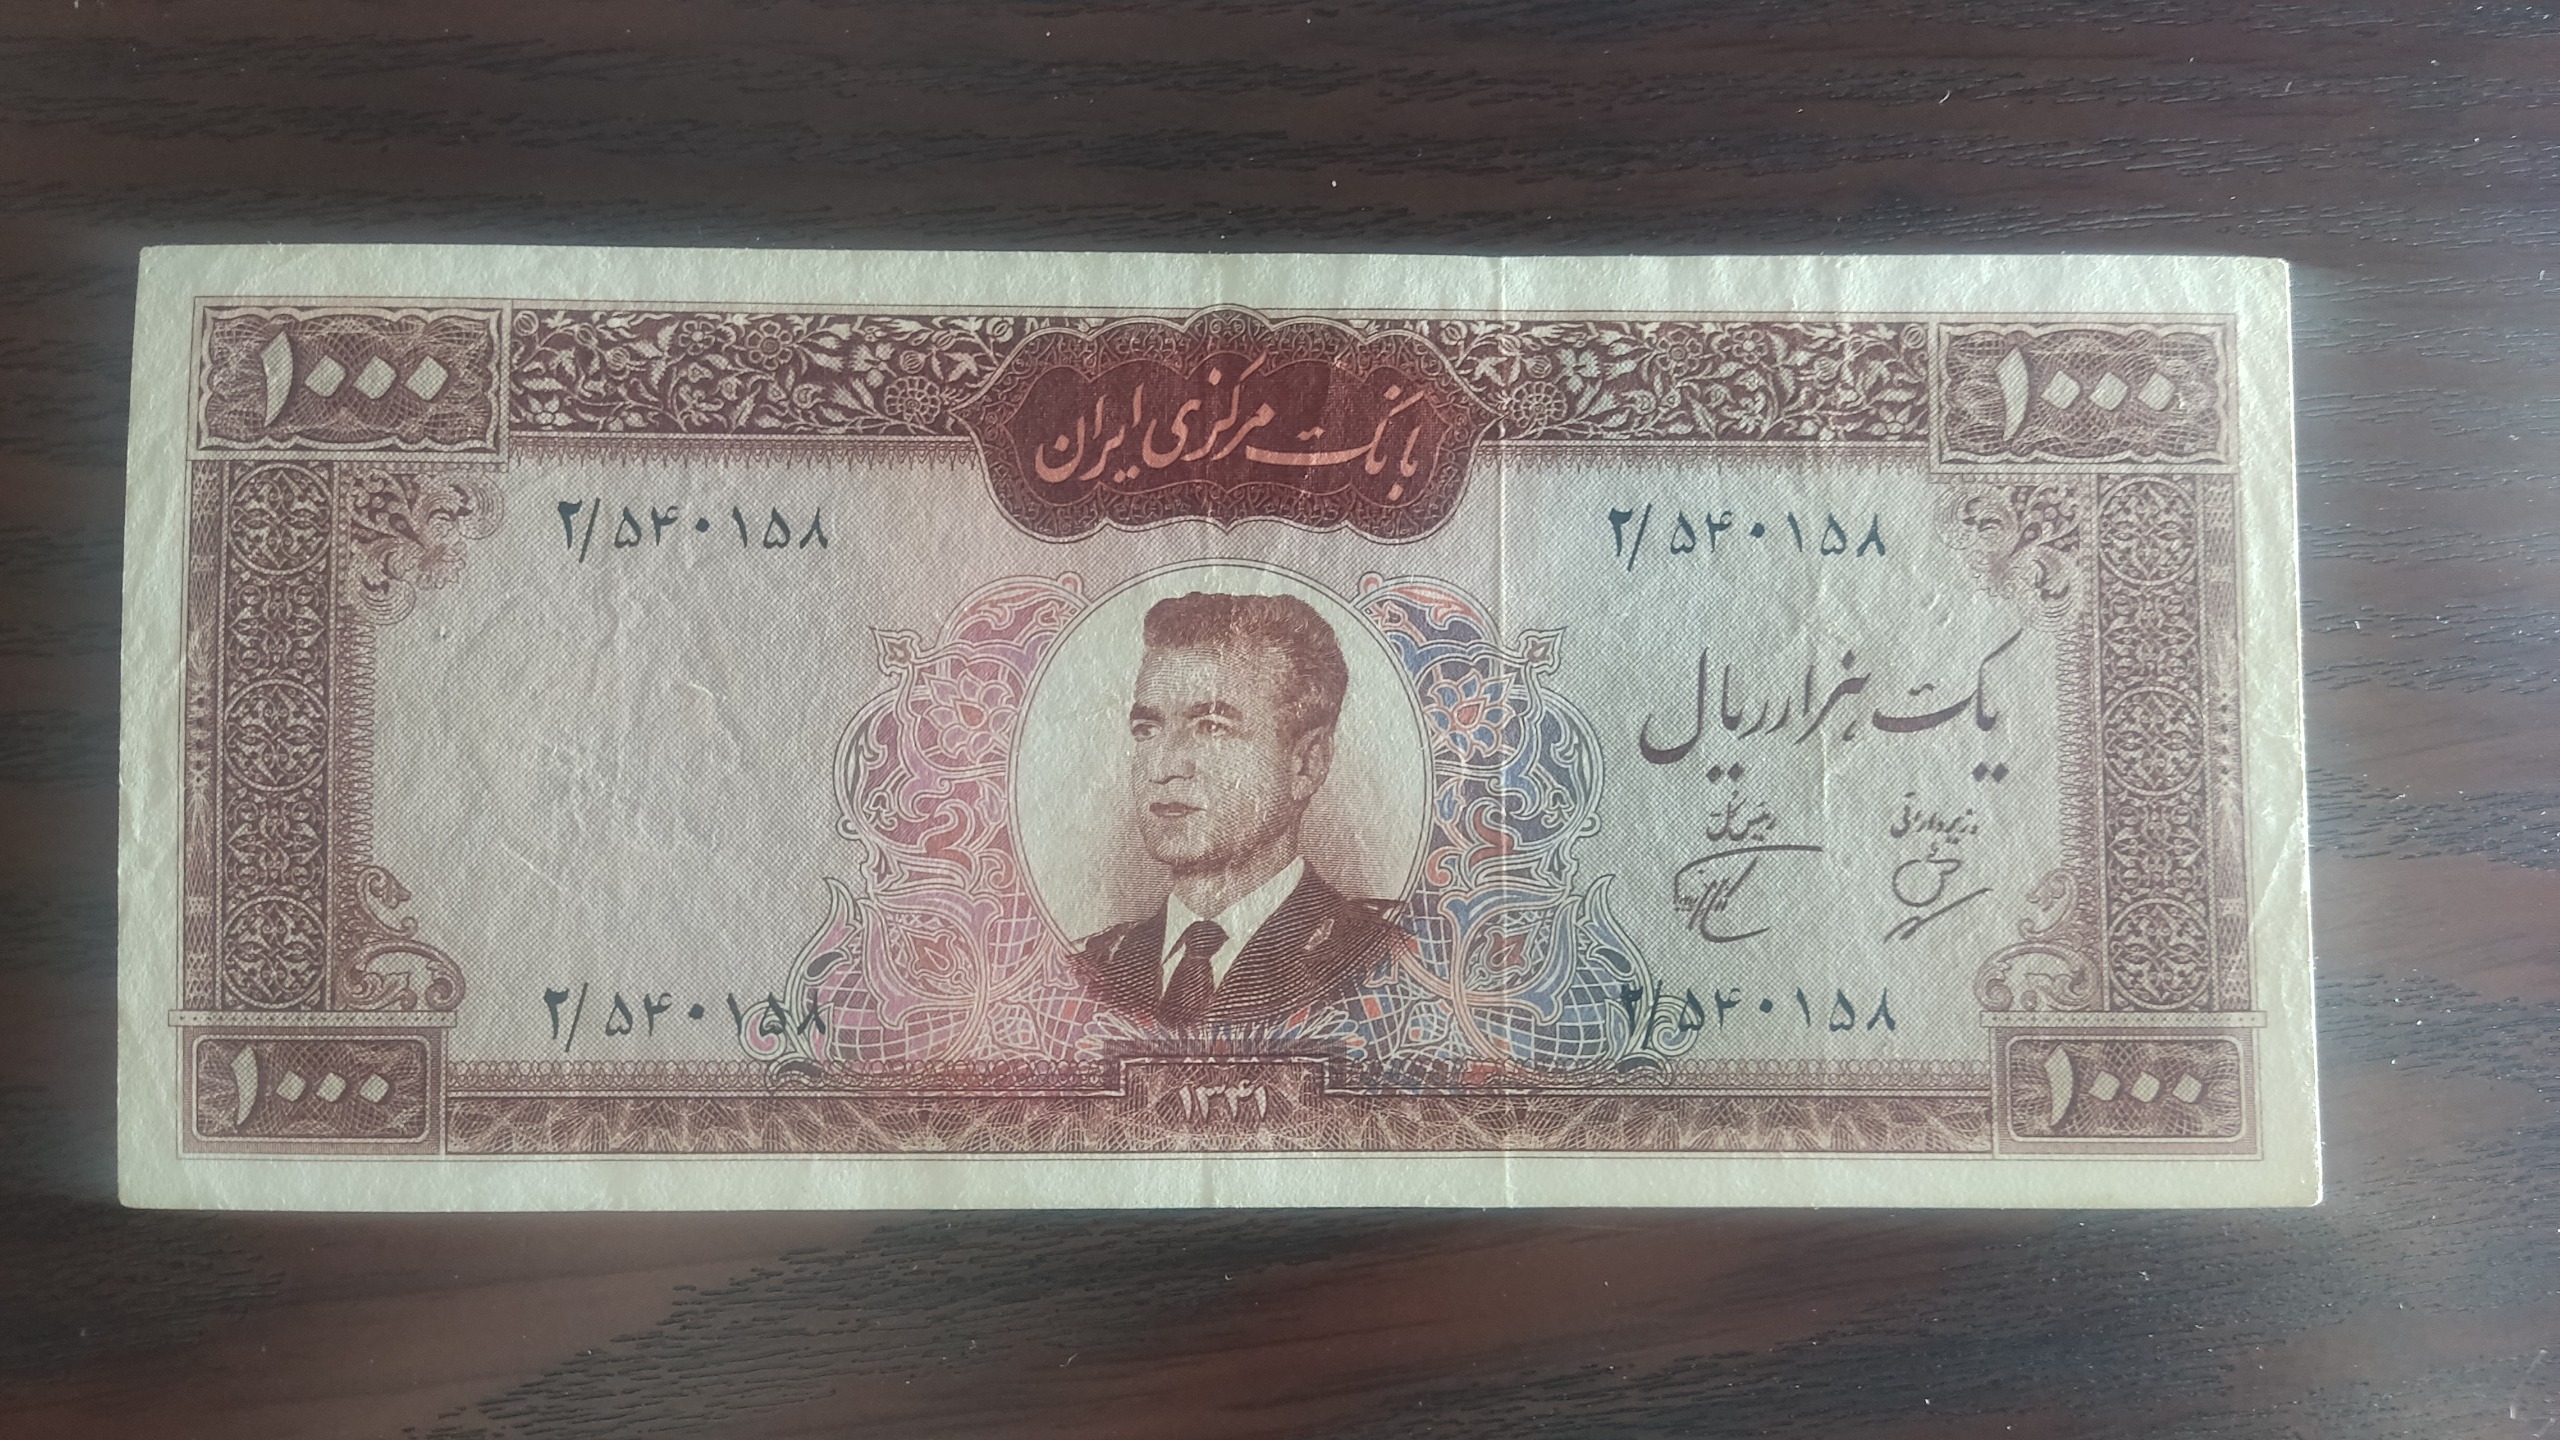 ۱۰۰۰
بانک مرکزی ایران
۱۰۰۰
۲/۵۴۰۱۵۸
۲/۵۴۰۱۵۸
یک هزار ریال
وزیر دارائی
رئیس کل
۲/۵۴۰۱۵۸
۲/۵۴۰۱۵۸
۱۰۰۰
۱۳۴۱
۱۰۰۰